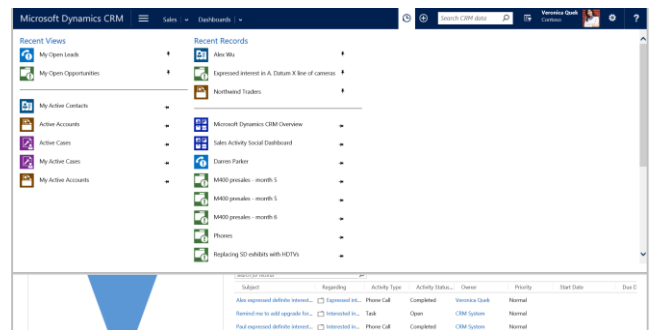 Microsoft Dynamics CRM Sales Dashboards Search CRM data Veronica Quek
Contoso
Recent Views
My Open Leads
My Open Opportunities
My Active Contacts
Active Accounts
Active Cases
My Active Cases
My Active Accounts
Recent Records
Alex Wu
Expressed interest in A. Datum X line of cameras
Northwind Traders
Microsoft Dynamics CRM Overview
Sales Activity Social Dashboard
Darren Parker
M400 presales - month 5
M400 presales - month 5
M400 presales - month 6
Phones
Replacing SD exhibits with HDTVs
Search for records
Subject Regarding Activity Type Activity Status... Owner Priority Start Date Due D
Alex expressed definite interest... Expressed int... Phone Call Completed Veronica Quek Normal
Remind me to add upgrade for... Interested in... Task Open CRM System Normal
Paul expressed definite interest... Interested in... Phone Call Completed CRM System Normal